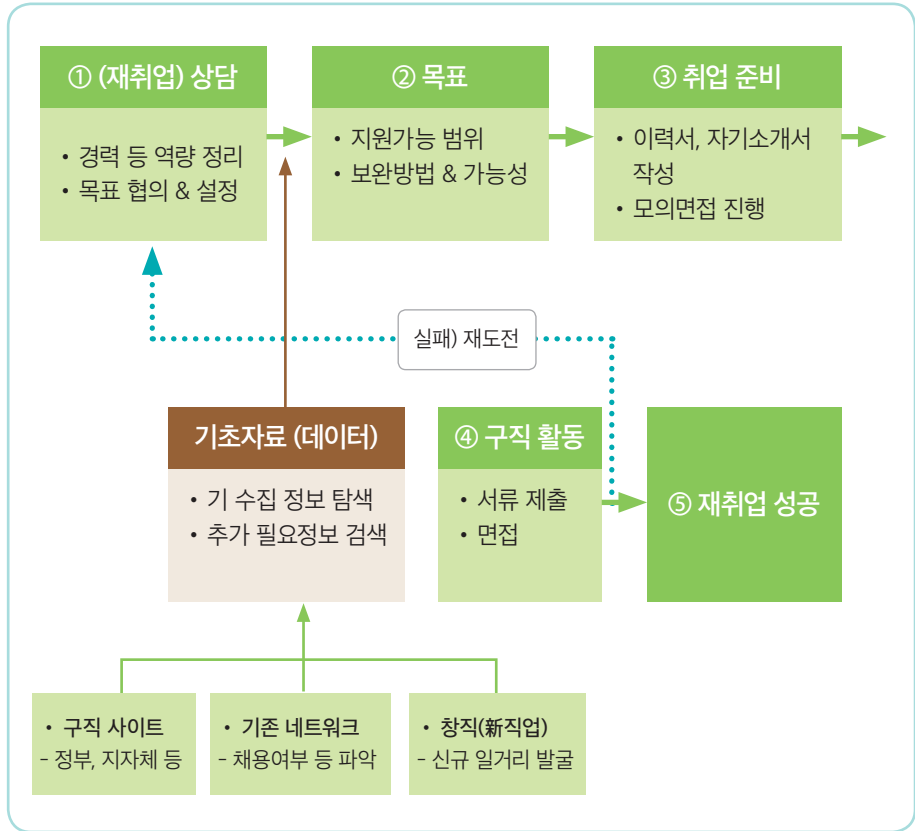 ① (재취업) 상담
• 경력 등 역량 정리
• 목표 협의 & 설정
② 목표
• 지원가능 범위
• 보완방법 & 가능성
③ 취업 준비
• 이력서, 자기소개서
작성
• 모의면접 진행
실패) 재도전
기초자료 (데이터)
• 기 수집 정보 탐색
• 추가 필요정보 검색
④ 구직 활동
• 서류 제출
• 면접
⑤ 재취업 성공
• 구직 사이트
- 정부, 지자체 등
• 기존 네트워크
- 채용여부 등 파악
• 창직(新직업)
- 신규 일거리 발굴